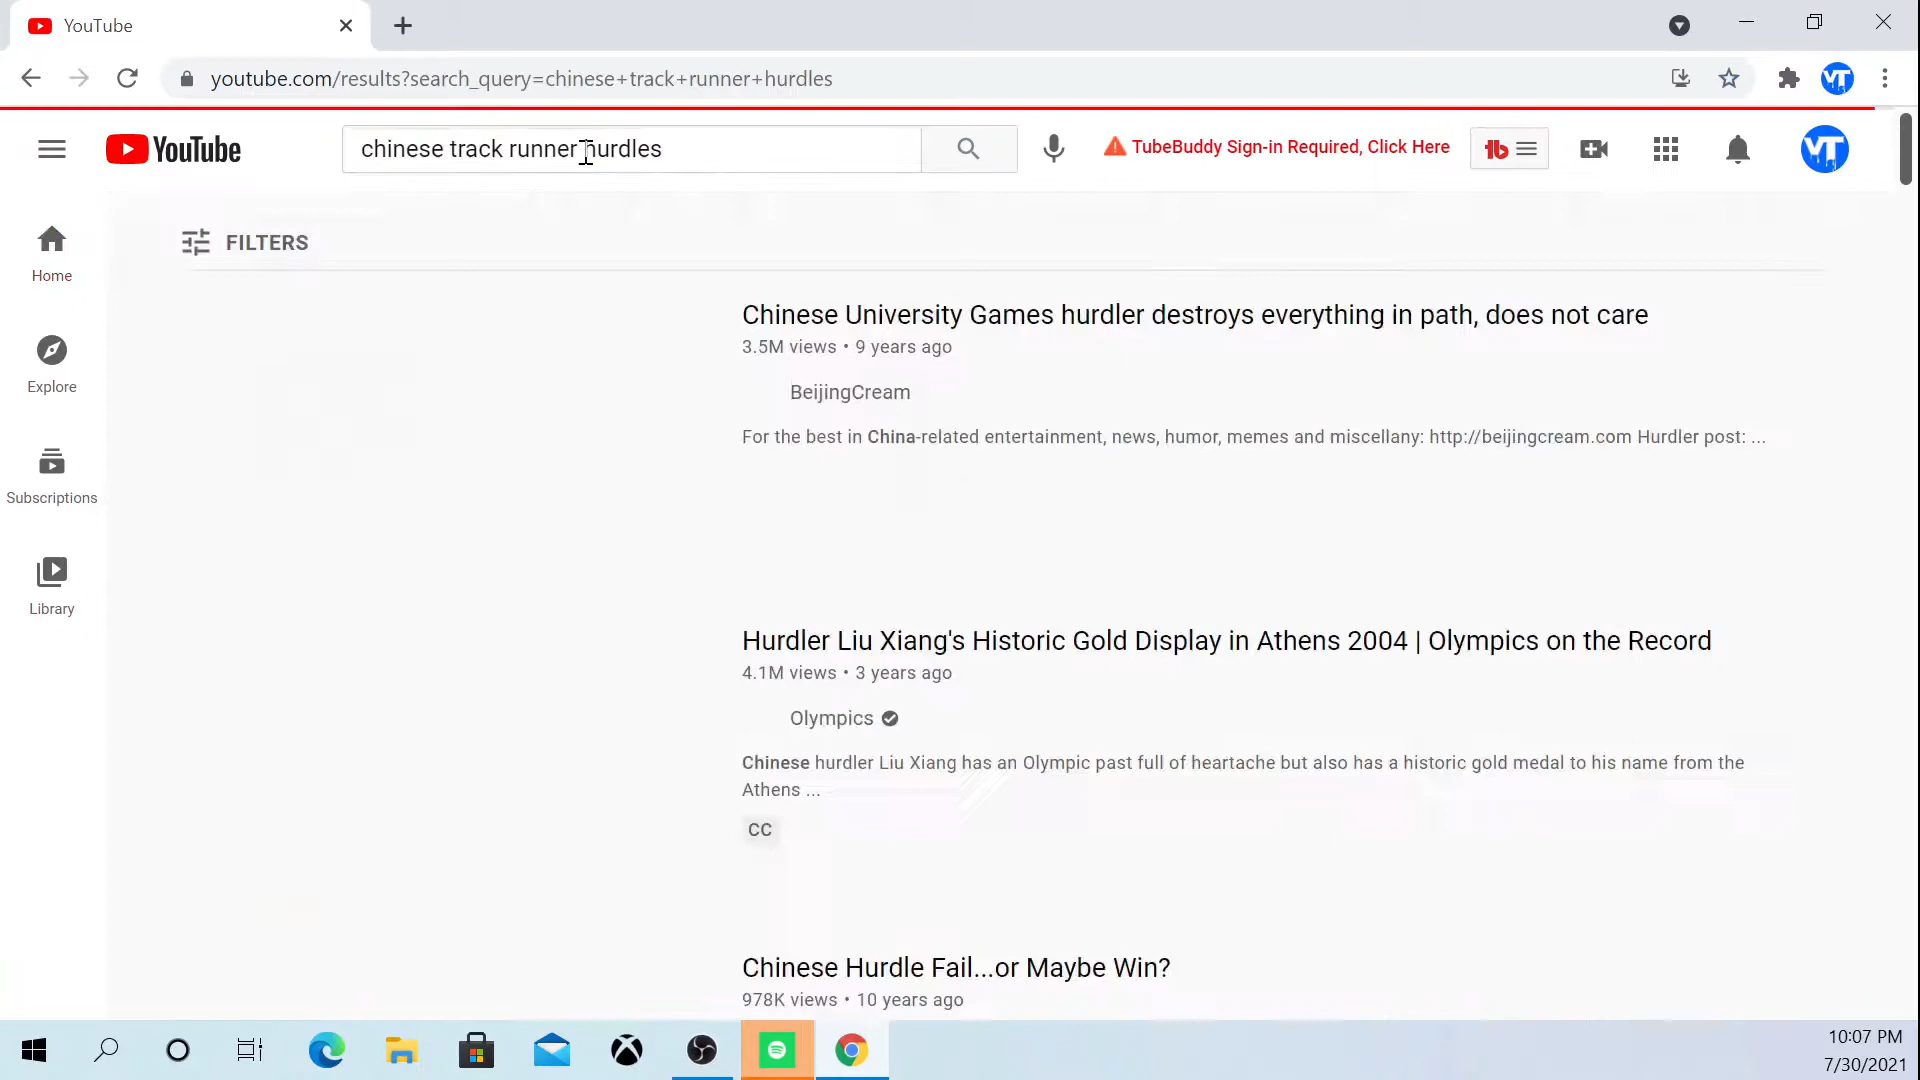 YouTube
youtube.com/results?search_query=chinese+track+runner+hurdles
VT
YouTube
chinese track runner hurdles
TubeBuddy Sign-in Required, Click Here
tb
VT
FILTERS
Home
Explore
Subscriptions
Library
Chinese University Games hurdler destroys everything in path, does not care
3.5M views • 9 years ago
BeijingCream
For the best in China-related entertainment, news, humor, memes and miscellany: http://beijingcream.com Hurdler post: ...
Hurdler Liu Xiang's Historic Gold Display in Athens 2004 | Olympics on the Record
4.1M views • 3 years ago
Olympics
Chinese hurdler Liu Xiang has an Olympic past full of heartache but also has a historic gold medal to his name from the
Athens ...
CC
Chinese Hurdle Fail...or Maybe Win?
978K views • 10 years ago
10:07 PM
7/30/2021